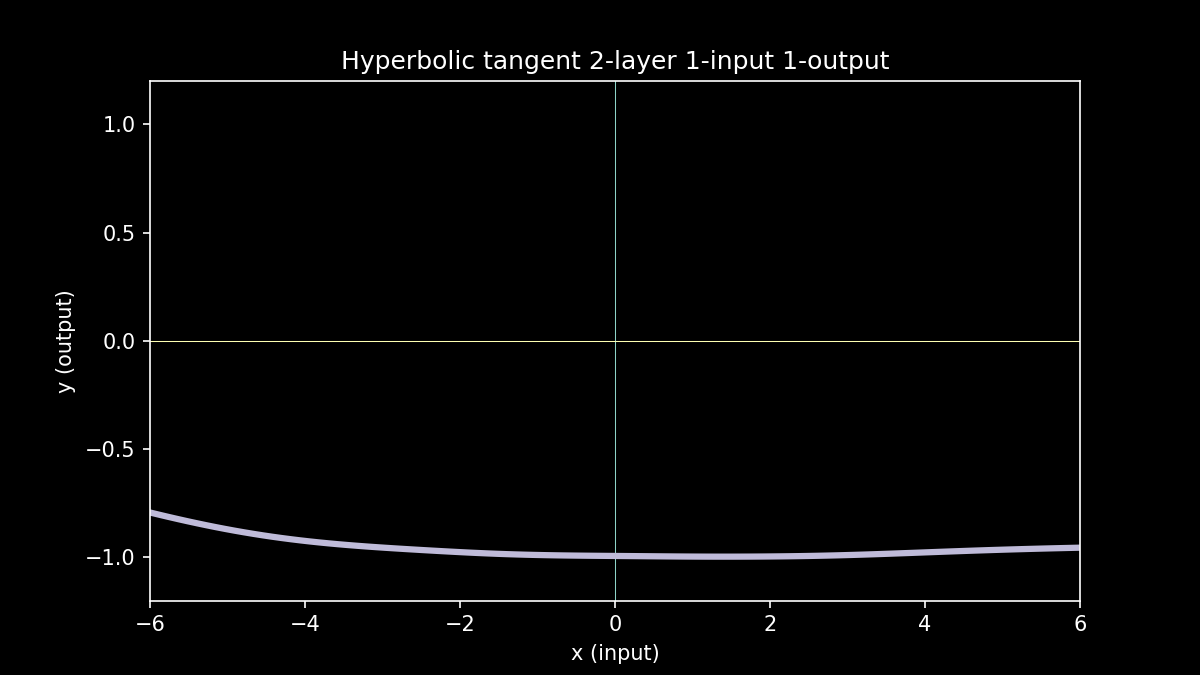 Hyperbolic tangent 2-layer 1-input 1-output
1.0
0.5
0.0
−0.5
−1.0
y (output)
−6 −4 −2 0 2 4 6
x (input)